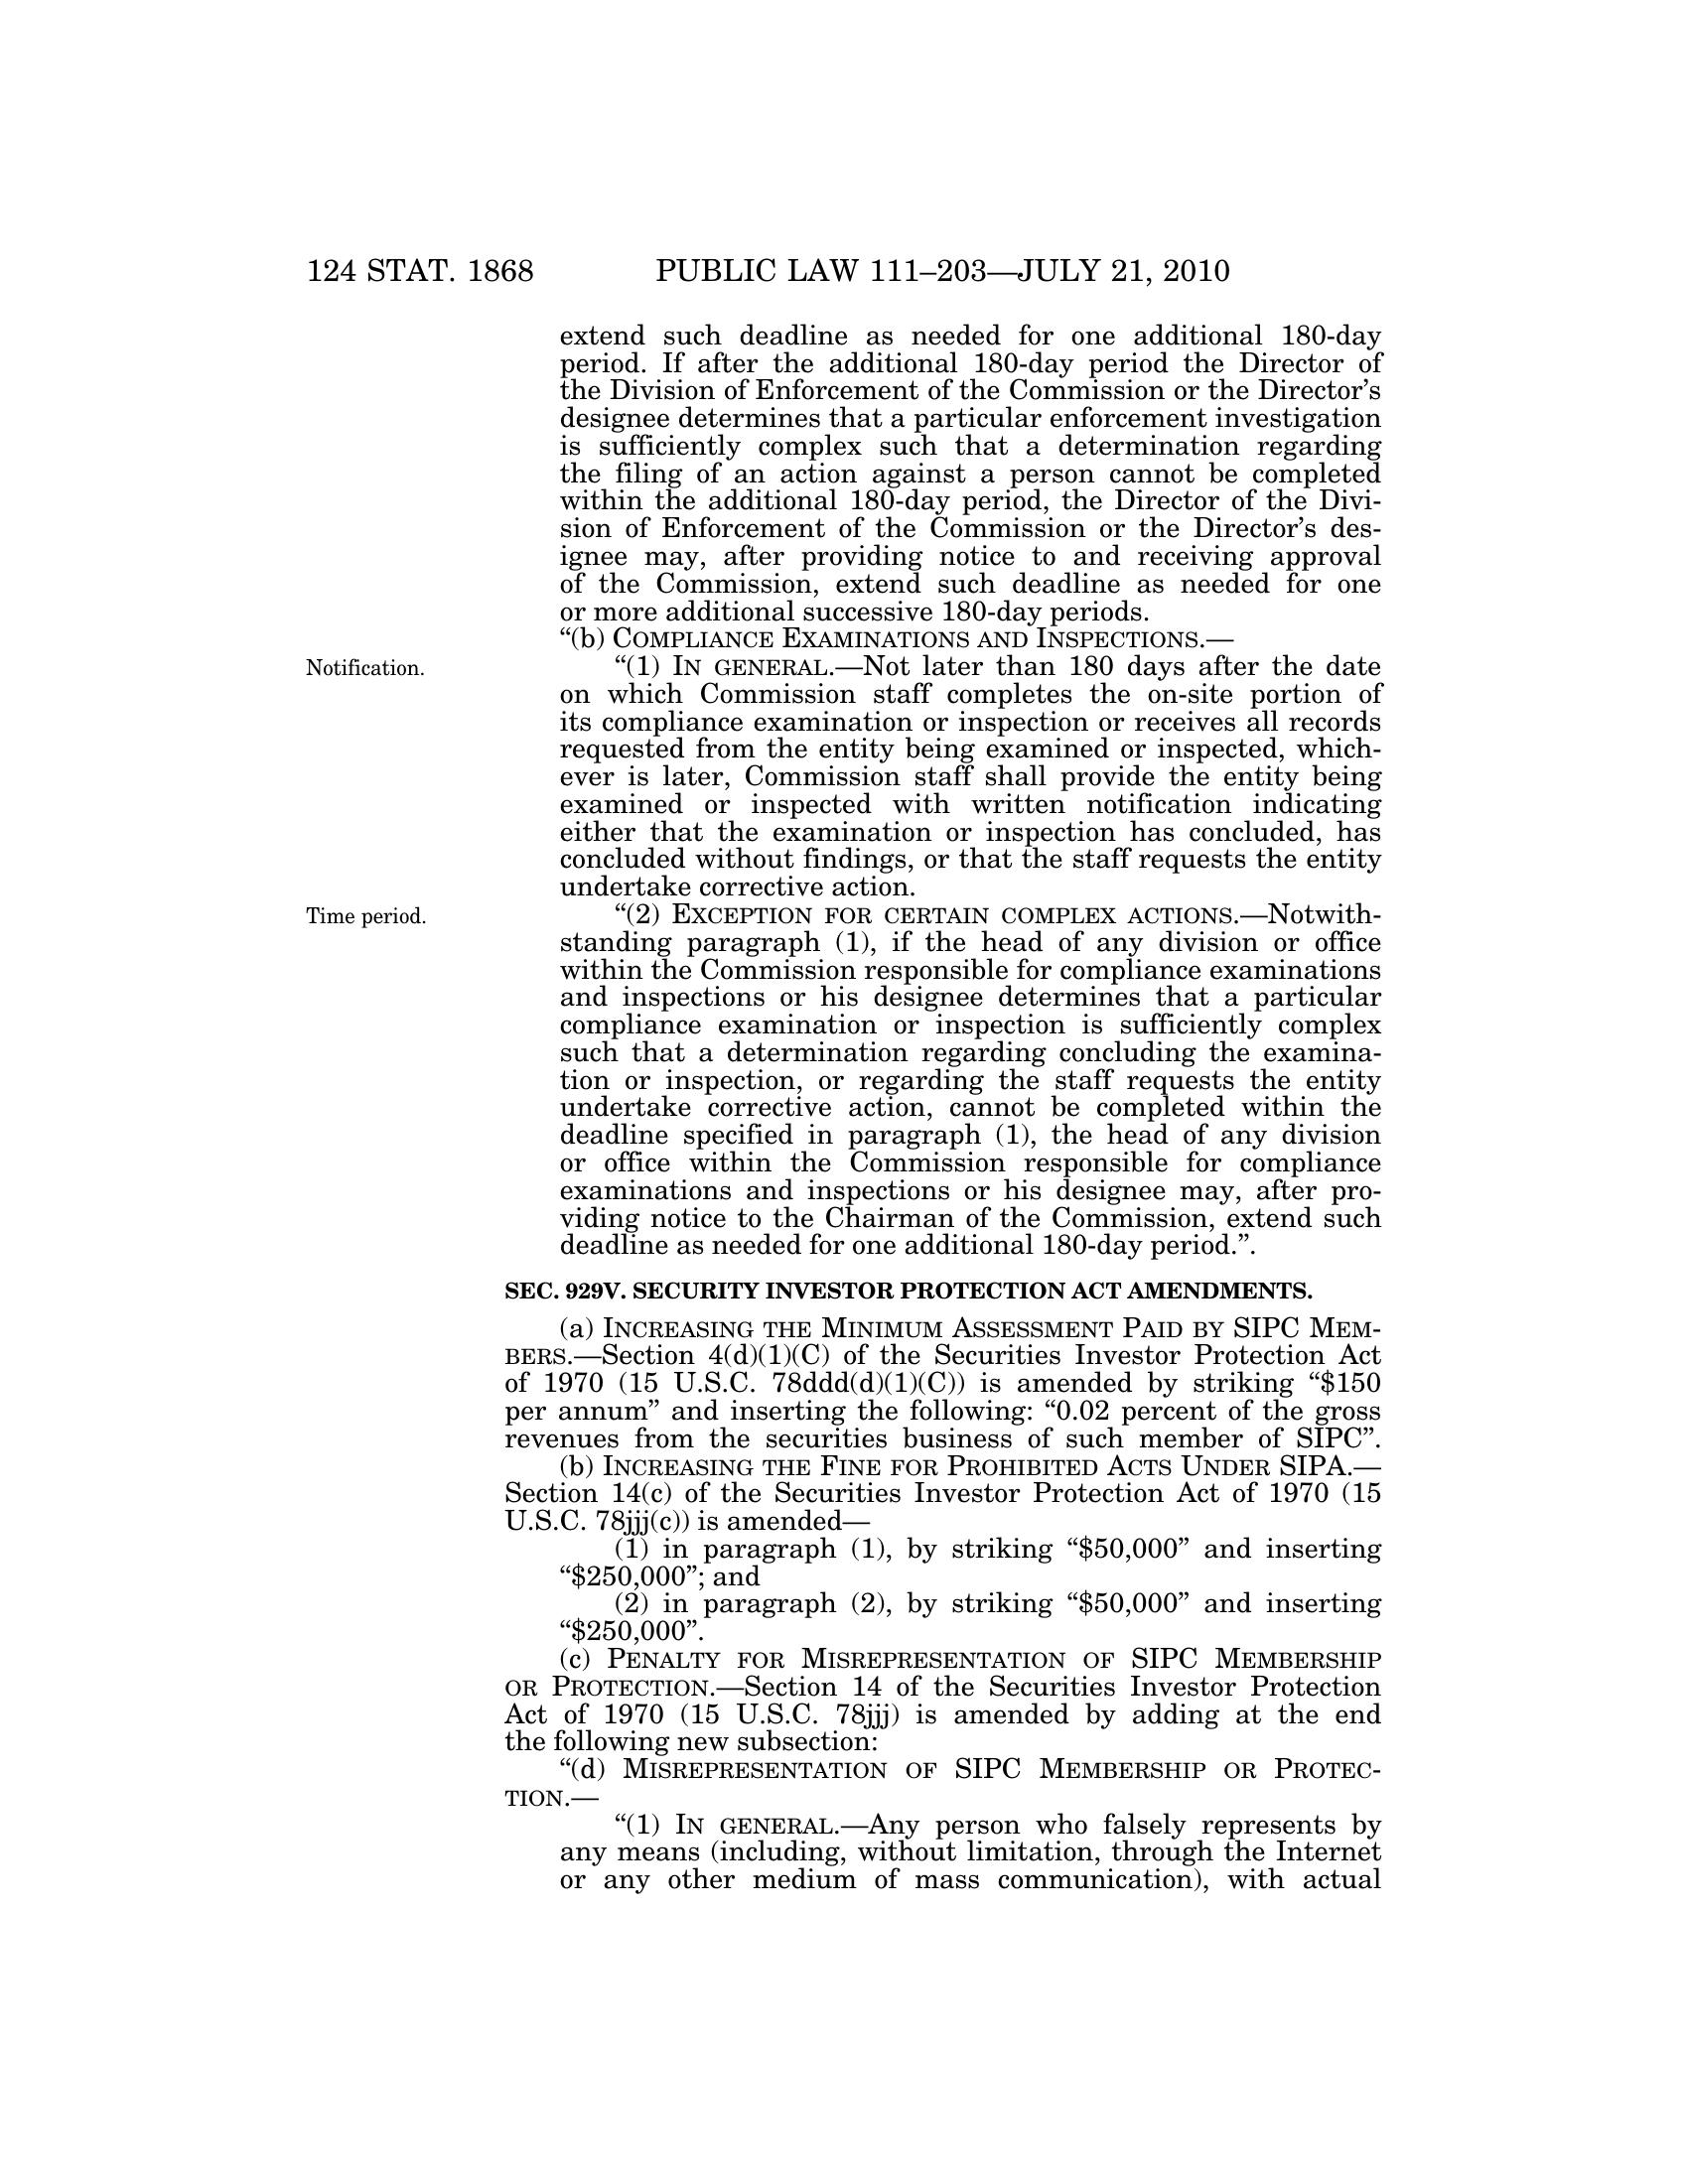 124 STAT. 1868 PUBLIC LAW 111–203—JULY 21, 2010
extend such deadline as needed for one additional 180-day
period. If after the additional 180-day period the Director of
the Division of Enforcement of the Commission or the Director’s
designee determines that a particular enforcement investigation
is sufficiently complex such that a determination regarding
the filing of an action against a person cannot be completed
within the additional 180-day period, the Director of the Divi-
sion of Enforcement of the Commission or the Director’s des-
ignee may, after providing notice to and receiving approval
of the Commission, extend such deadline as needed for one
or more additional successive 180-day periods.
“(b) COMPLIANCE EXAMINATIONS AND INSPECTIONS.—
Notification.
“(1) IN GENERAL.—Not later than 180 days after the date
on which Commission staff completes the on-site portion of
its compliance examination or inspection or receives all records
requested from the entity being examined or inspected, which-
ever is later, Commission staff shall provide the entity being
examined or inspected with written notification indicating
either that the examination or inspection has concluded, has
concluded without findings, or that the staff requests the entity
undertake corrective action.
Time period.
“(2) EXCEPTION FOR CERTAIN COMPLEX ACTIONS.—Notwith-
standing paragraph (1), if the head of any division or office
within the Commission responsible for compliance examinations
and inspections or his designee determines that a particular
compliance examination or inspection is sufficiently complex
such that a determination regarding concluding the examina-
tion or inspection, or regarding the staff requests the entity
undertake corrective action, cannot be completed within the
deadline specified in paragraph (1), the head of any division
or office within the Commission responsible for compliance
examinations and inspections or his designee may, after pro-
viding notice to the Chairman of the Commission, extend such
deadline as needed for one additional 180-day period.”.
SEC. 929V. SECURITY INVESTOR PROTECTION ACT AMENDMENTS.
(a) INCREASING THE MINIMUM ASSESSMENT PAID BY SIPC MEM-
BERS.—Section 4(d)(1)(C) of the Securities Investor Protection Act
of 1970 (15 U.S.C. 78ddd(d)(1)(C)) is amended by striking “$150
per annum” and inserting the following: “0.02 percent of the gross
revenues from the securities business of such member of SIPC”.
(b) INCREASING THE FINE FOR PROHIBITED ACTS UNDER SIPA.—
Section 14(c) of the Securities Investor Protection Act of 1970 (15
U.S.C. 78jjj(c)) is amended—
(1) in paragraph (1), by striking “$50,000” and inserting
“$250,000”; and
(2) in paragraph (2), by striking “$50,000” and inserting
“$250,000”.
(c) PENALTY FOR MISREPRESENTATION OF SIPC MEMBERSHIP
OR PROTECTION.—Section 14 of the Securities Investor Protection
Act of 1970 (15 U.S.C. 78jjj) is amended by adding at the end
the following new subsection:
“(d) MISREPRESENTATION OF SIPC MEMBERSHIP OR PROTEC-
TION.—
“(1) IN GENERAL.—Any person who falsely represents by
any means (including, without limitation, through the Internet
or any other medium of mass communication), with actual